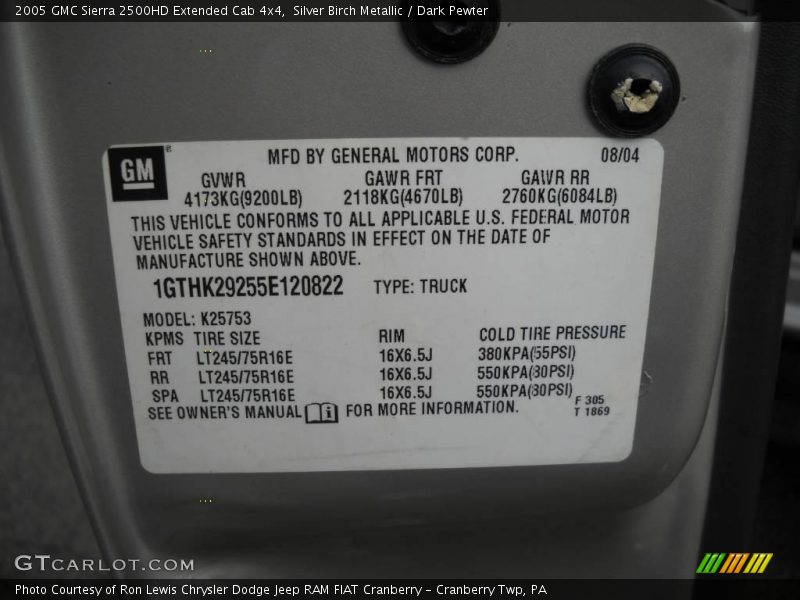 2005 GMC Sierra 2500HD Extended Cab 4x4,  Silver Birch Metallic / Dark Pewter
GM®
MFD BY GENERAL MOTORS CORP. 08/04
GVWR GAWR FRT GAWR RR
4173KG(9200LB) 2118KG(4670LB) 2760KG(6084LB)
THIS VEHICLE CONFORMS TO ALL APPLICABLE U.S. FEDERAL MOTOR
VEHICLE SAFETY STANDARDS IN EFFECT ON THE DATE OF
MANUFACTURE SHOWN ABOVE.
1GTHK29255E120822 TYPE: TRUCK
MODEL: K25753
KPMS TIRE SIZE RIM COLD TIRE PRESSURE
FRT LT245/75R16E 16X6.5J 380KPA(55PSI)
RR LT245/75R16E 16X6.5J 550KPA(80PSI)
SPA LT245/75R16E 16X6.5J 550KPA(80PSI)
SEE OWNER'S MANUAL FOR MORE INFORMATION.
F 305
T 1869
GTCARLOT.COM
Photo Courtesy of Ron Lewis Chrysler Dodge Jeep RAM FIAT Cranberry – Cranberry Twp, PA